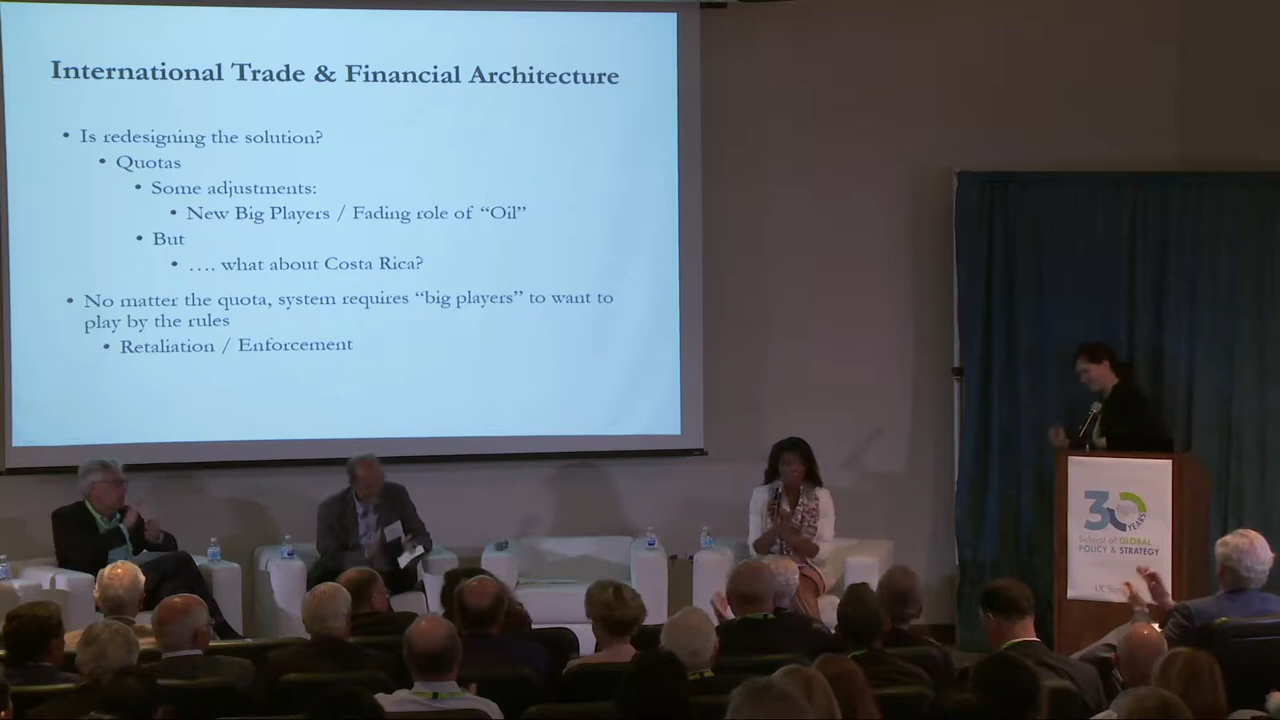 International Trade & Financial Architecture
• Is redesigning the solution?
• Quotas
• Some adjustments:
• New Big Players / Fading role of “Oil”
• But
• …. what about Costa Rica?
• No matter the quota, system requires “big players” to want to
play by the rules
• Retaliation / Enforcement
30
YEARS
School of GLOBAL
POLICY & STRATEGY